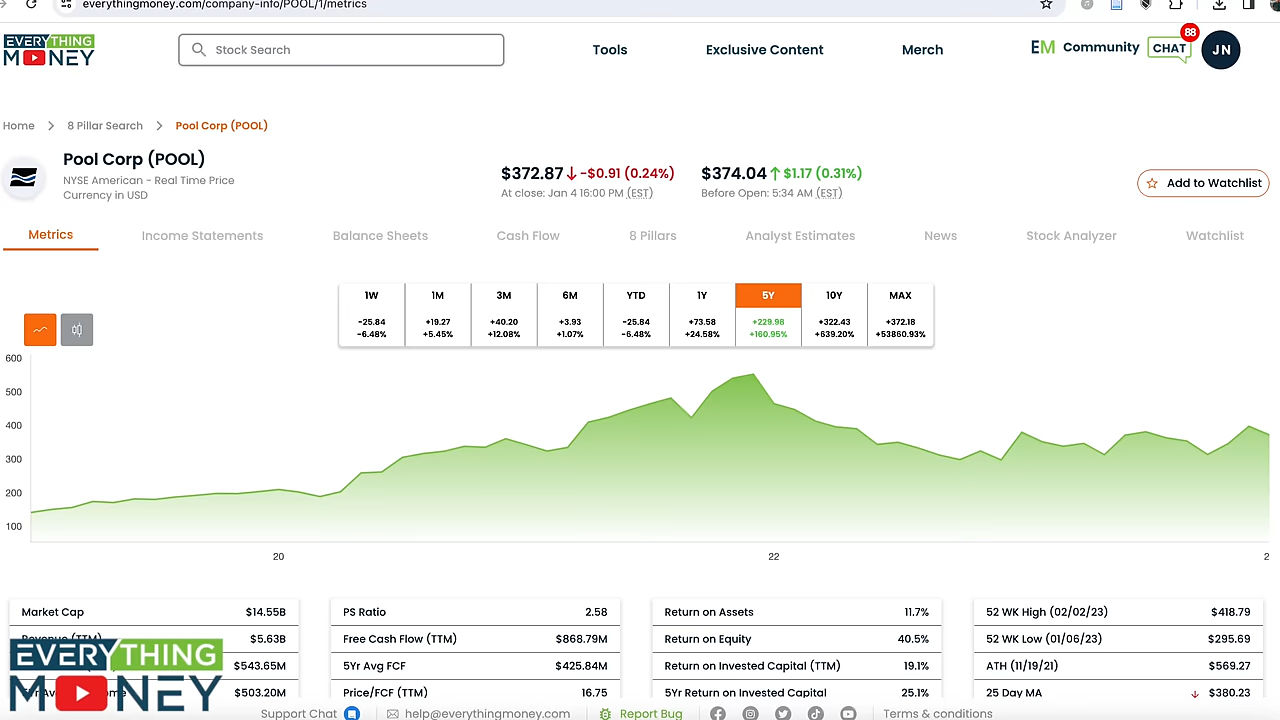 everythingmoney.com/company-info/POOL/1/metrics
EVERYTHING
MONEY
Stock Search
Tools
Exclusive Content
Merch
EM Community
CHAT
88
JN
Home > 8 Pillar Search > Pool Corp (POOL)
Pool Corp (POOL)
NYSE American - Real Time Price
Currency in USD
$372.87 ↓ -$0.91 (0.24%)
At close: Jan 4 16:00 PM (EST)
$374.04 ↑ $1.17 (0.31%)
Before Open: 5:34 AM (EST)
Add to Watchlist
Metrics
Income Statements
Balance Sheets
Cash Flow
8 Pillars
Analyst Estimates
News
Stock Analyzer
Watchlist
1W 1M 3M 6M YTD 1Y 5Y 10Y MAX
-25.84 +19.27 +40.20 +3.93 -25.84 +73.58 +229.98 +322.43 +372.18
-6.48% +5.45% +12.08% +1.07% -6.48% +24.58% +160.95% +639.20% +53860.93%
600
500
400
300
200
100
20 22 2
Market Cap $14.55B
$5.63B
$543.65M
$503.20M
PS Ratio 2.58
Free Cash Flow (TTM) $868.79M
5Yr Avg FCF $425.84M
Price/FCF (TTM) 16.75
Return on Assets 11.7%
Return on Equity 40.5%
Return on Invested Capital (TTM) 19.1%
5Yr Return on Invested Capital 25.1%
52 WK High (02/02/23) $418.79
52 WK Low (01/06/23) $295.69
ATH (11/19/21) $569.27
25 Day MA ↓ $380.23
EVERYTHING
MONEY
Support Chat
help@everythingmoney.com
Report Bug
Terms & conditions